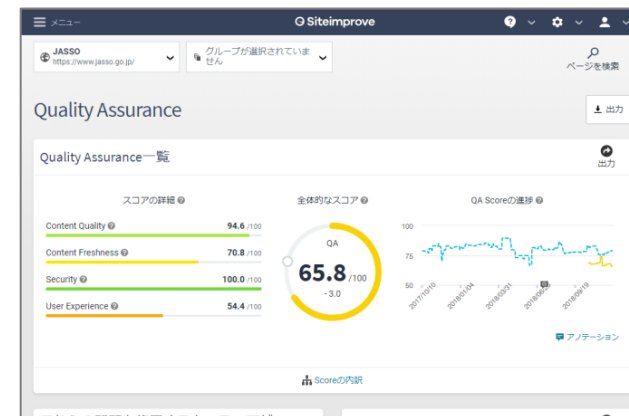 メニュー
Siteimprove
JASSO
https://www.jasso.go.jp/
グループが選択されていま
せん
ページを検索
Quality Assurance
出力
Quality Assurance一覧
出力
スコアの詳細
全体的なスコア
QA Scoreの進捗
Content Quality 94.6 /100
Content Freshness 70.8 /100
Security 100.0 /100
User Experience 54.4 /100
QA
65.8 /100
- 3.0
100
75
50
2017/10/10
2018/01/04
2018/03/31
2018/09/19
アノテーション
Scoreの内訳